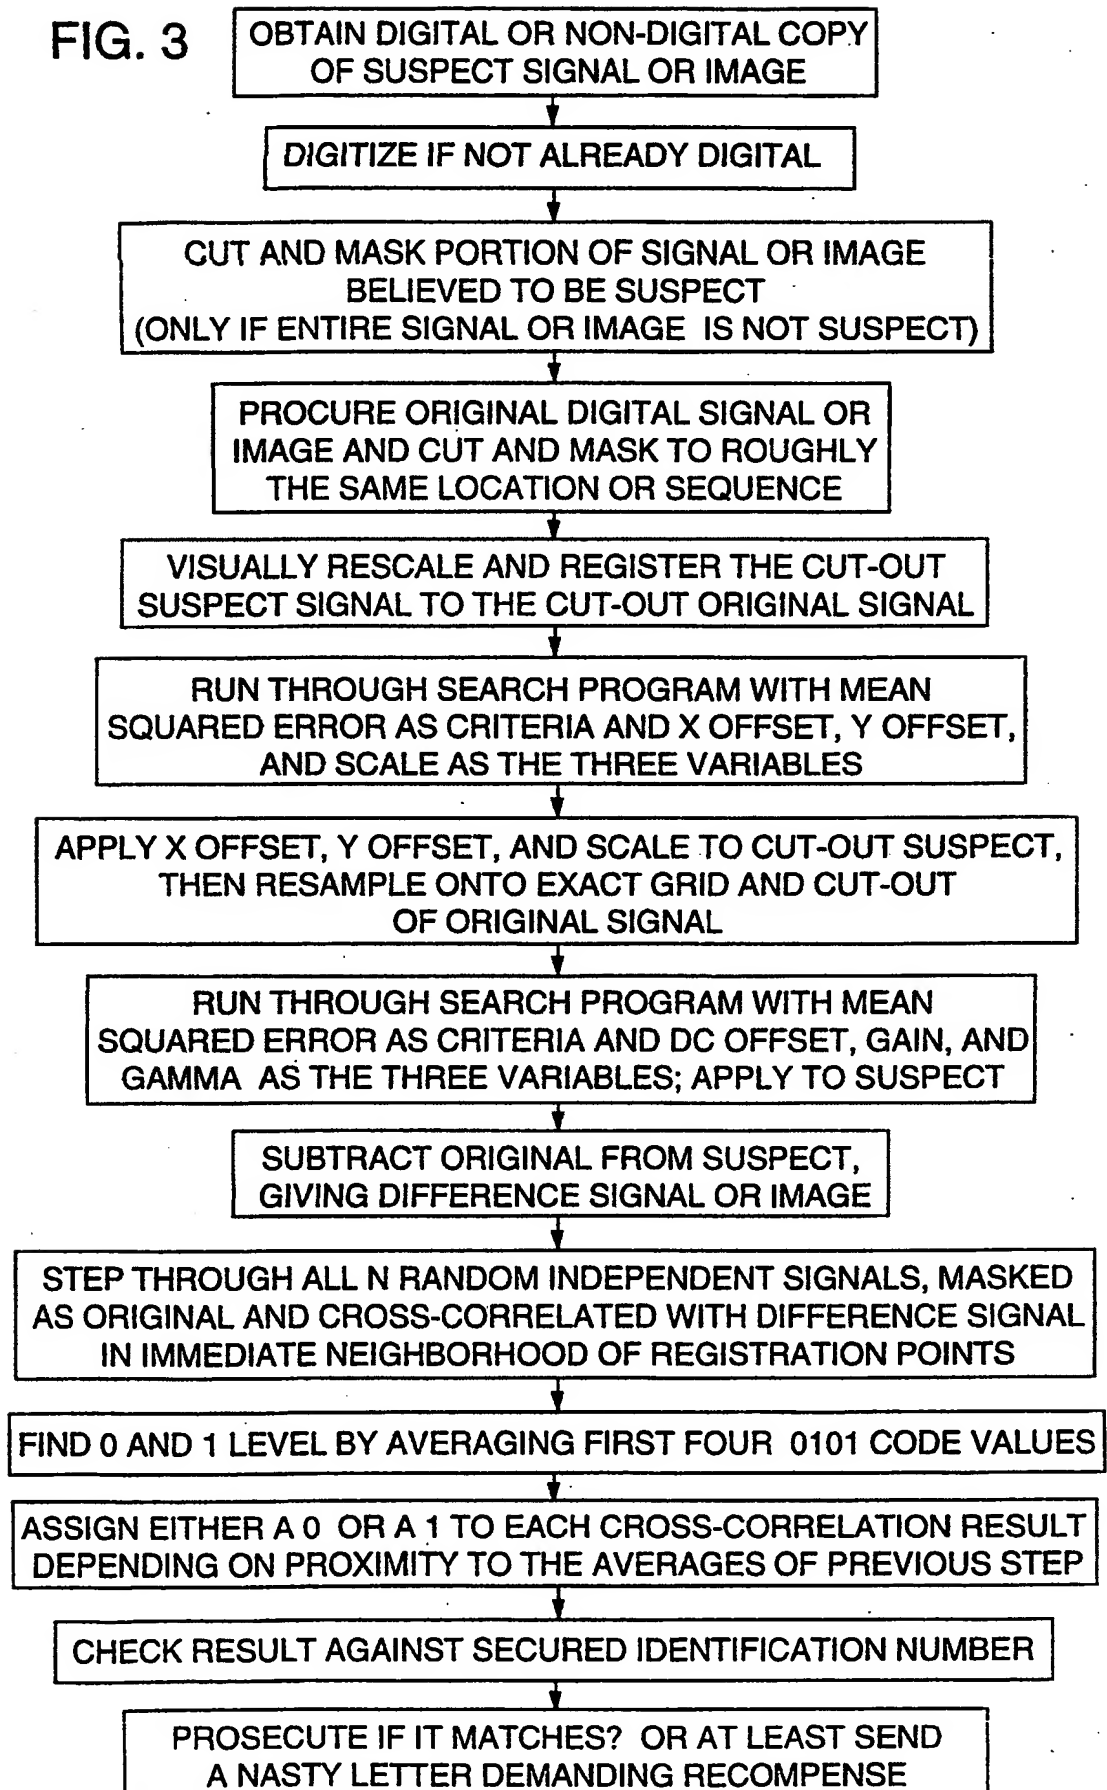 FIG. 3
OBTAIN DIGITAL OR NON-DIGITAL COPY
OF SUSPECT SIGNAL OR IMAGE
DIGITIZE IF NOT ALREADY DIGITAL
CUT AND MASK PORTION OF SIGNAL OR IMAGE
BELIEVED TO BE SUSPECT
(ONLY IF ENTIRE SIGNAL OR IMAGE IS NOT SUSPECT)
PROCURE ORIGINAL DIGITAL SIGNAL OR
IMAGE AND CUT AND MASK TO ROUGHLY
THE SAME LOCATION OR SEQUENCE
VISUALLY RESCALE AND REGISTER THE CUT-OUT
SUSPECT SIGNAL TO THE CUT-OUT ORIGINAL SIGNAL
RUN THROUGH SEARCH PROGRAM WITH MEAN
SQUARED ERROR AS CRITERIA AND X OFFSET, Y OFFSET,
AND SCALE AS THE THREE VARIABLES
APPLY X OFFSET, Y OFFSET, AND SCALE TO CUT-OUT SUSPECT,
THEN RESAMPLE ONTO EXACT GRID AND CUT-OUT
OF ORIGINAL SIGNAL
RUN THROUGH SEARCH PROGRAM WITH MEAN
SQUARED ERROR AS CRITERIA AND DC OFFSET, GAIN, AND
GAMMA AS THE THREE VARIABLES; APPLY TO SUSPECT
SUBTRACT ORIGINAL FROM SUSPECT,
GIVING DIFFERENCE SIGNAL OR IMAGE
STEP THROUGH ALL N RANDOM INDEPENDENT SIGNALS, MASKED
AS ORIGINAL AND CROSS-CORRELATED WITH DIFFERENCE SIGNAL
IN IMMEDIATE NEIGHBORHOOD OF REGISTRATION POINTS
FIND 0 AND 1 LEVEL BY AVERAGING FIRST FOUR 0101 CODE VALUES
ASSIGN EITHER A 0 OR A 1 TO EACH CROSS-CORRELATION RESULT
DEPENDING ON PROXIMITY TO THE AVERAGES OF PREVIOUS STEP
CHECK RESULT AGAINST SECURED IDENTIFICATION NUMBER
PROSECUTE IF IT MATCHES? OR AT LEAST SEND
A NASTY LETTER DEMANDING RECOMPENSE